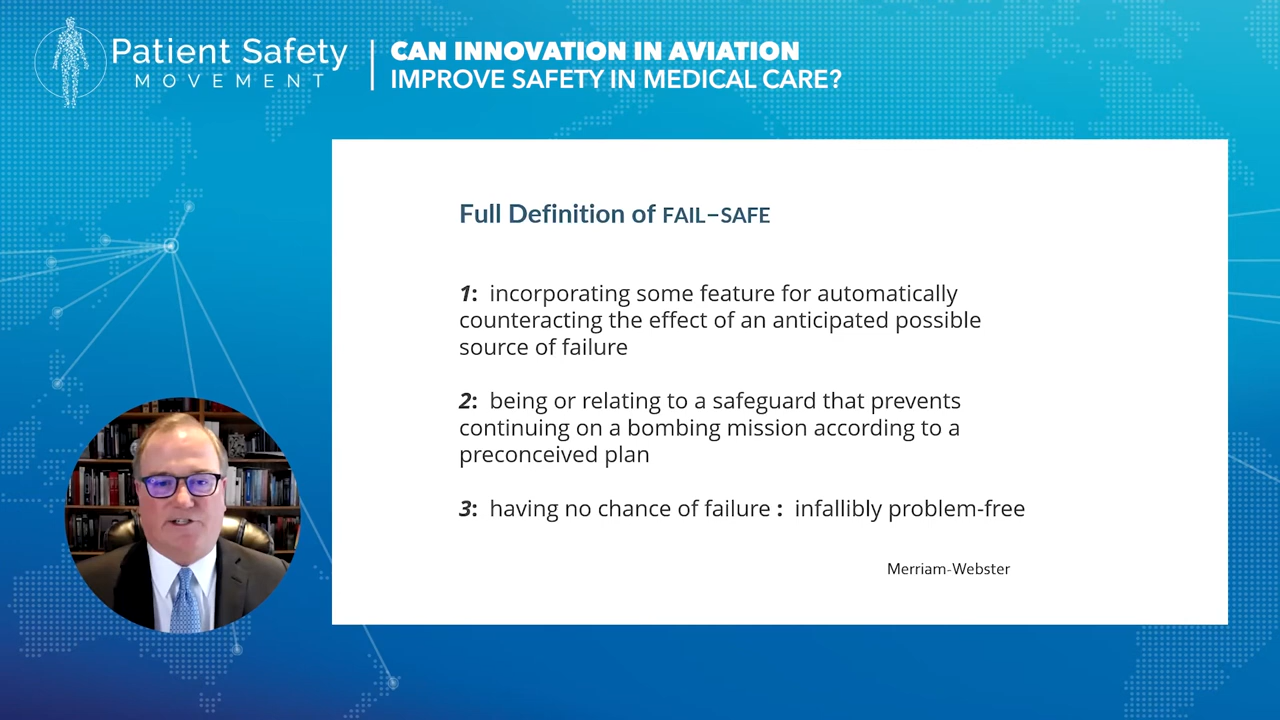 Patient Safety
MOVEMENT
CAN INNOVATION IN AVIATION
IMPROVE SAFETY IN MEDICAL CARE?
Full Definition of FAIL–SAFE
1: incorporating some feature for automatically
counteracting the effect of an anticipated possible
source of failure
2: being or relating to a safeguard that prevents
continuing on a bombing mission according to a
preconceived plan
3: having no chance of failure : infallibly problem-free
Merriam-Webster